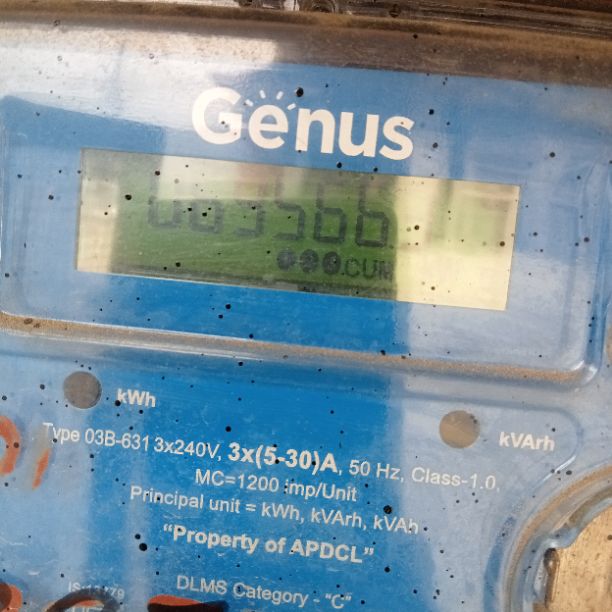 Genus
.CUM
kWh
kVArh
Type 03B-631 3x240V, 3x(5-30)A, 50 Hz, Class-1.0,
MC=1200 imp/Unit
Principal unit = kWh, kVArh, kVAh
“Property of APDCL”
DLMS Category - “C”